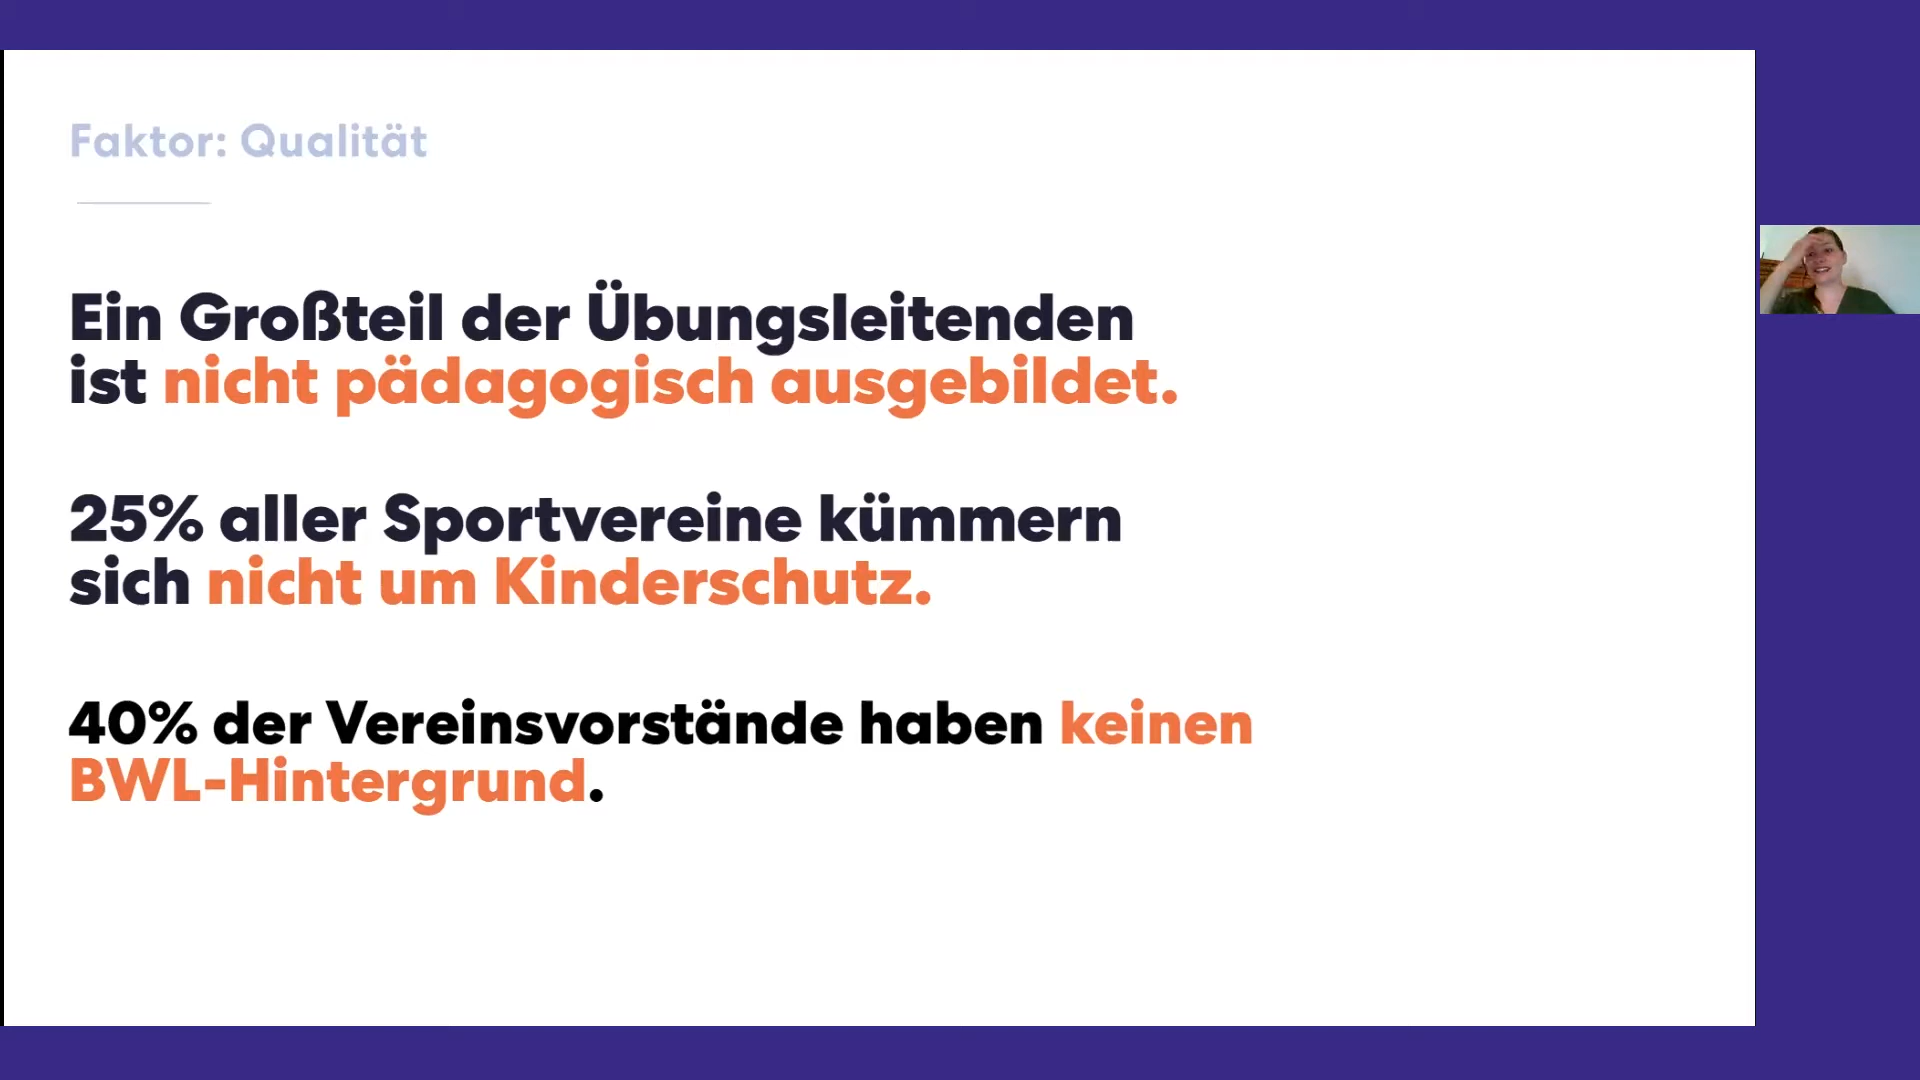 Faktor: Qualität
Ein Großteil der Übungsleitenden
ist nicht pädagogisch ausgebildet.
25% aller Sportvereine kümmern
sich nicht um Kinderschutz.
40% der Vereinsvorstände haben keinen
BWL-Hintergrund.